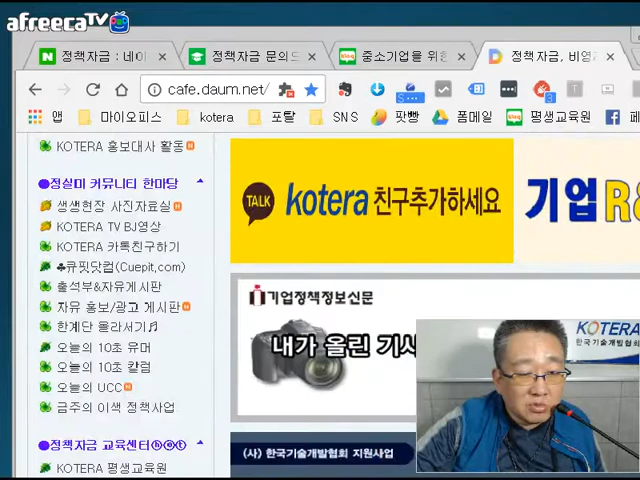 afreecaTV
정책자금 : 네이
정책자금 문의도
중소기업을 위한
정책자금, 비영
cafe.daum.net/
앱
마이오피스
kotera
포탈
SNS
팟빵
폼메일
평생교육원
페
KOTERA 홍보대사 활동
정실미 커뮤니티 한마당
생생현장 사진자료실
KOTERA TV BJ영상
KOTERA 카톡친구하기
♣큐핏닷컴(Cuepit,com)
출석부&자유게시판
자유 홍보/광고 게시판
한계단 올라서기♬
오늘의 10초 유머
오늘의 10초 칼럼
오늘의 UCC
금주의 이색 정책사업
정책자금 교육센터ⓗⓞⓣ
KOTERA 평생교육원
TALK
kotera 친구추가하세요
기업R&
기업정책정보신문
내가 올린 기사
KOTERA
한국기술개발협회
(사) 한국기술개발협회 지원사업